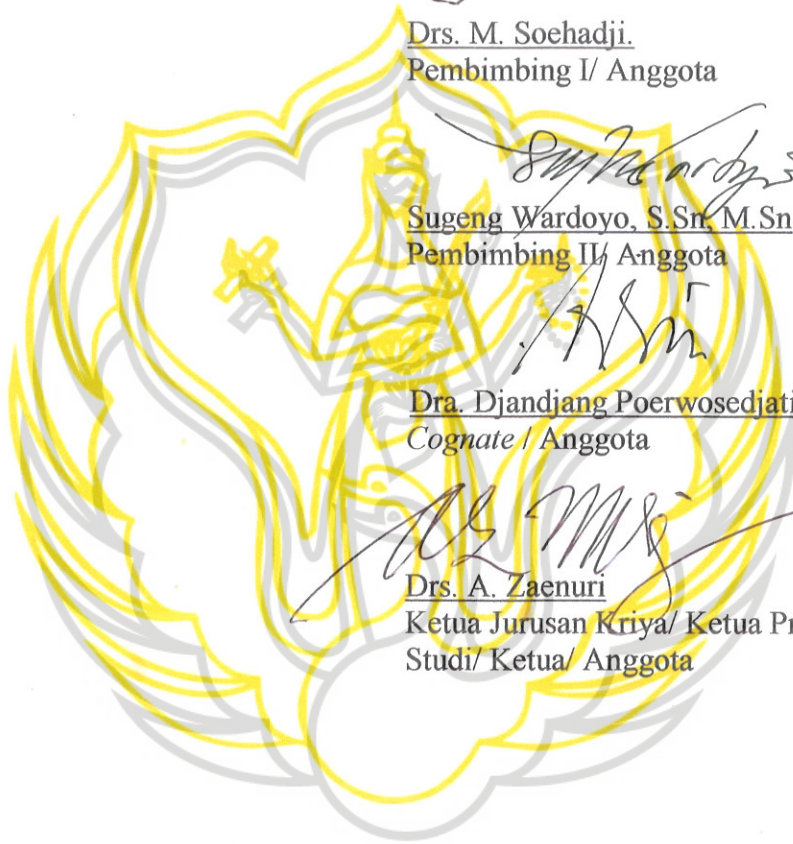 Drs. M. Soehadji.
Pembimbing I/ Anggota
Sugeng Wardoyo, S.Sn, M.Sn
Pembimbing II/ Anggota
Dra. Djandjang Poerwosedjati
Cognate / Anggota
Drs. A. Zaenuri
Ketua Jurusan Kriya/ Ketua
Studi/ Ketua/ Anggota